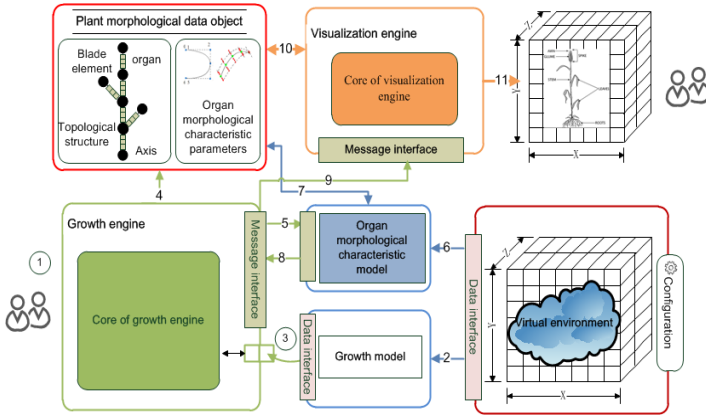 Plant morphological data object
Blade
element
organ
Topological
structure
Axis
Organ
morphological
characteristic
parameters
10
Visualization engine
Core of visualization
engine
Message interface
11
Z
Y
X
4
9
7
Growth engine
1
Core of growth engine
Message interface
5
8
Organ
morphological
characteristic
model
6
3
Data interface
Growth model
2
Data interface
Z
Y
X
Virtual environment
Configuration